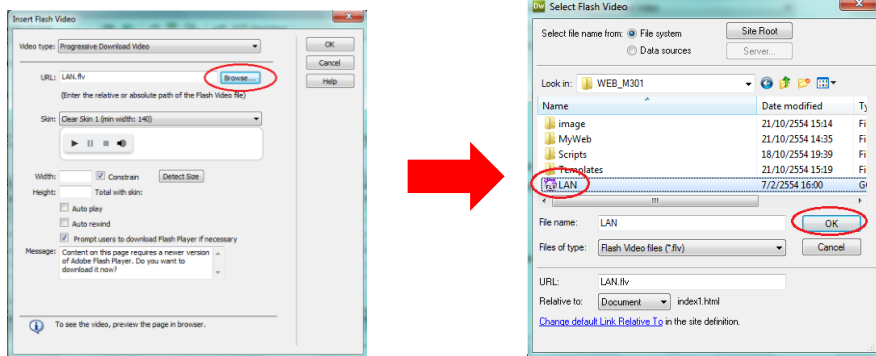 Insert Flash Video
Video type: Progressive Download Video
OK
Cancel
Help
URL: LAN.flv Browse...
(Enter the relative or absolute path of the Flash Video file)
Skin: Clear Skin 1 (min width: 140)
Width: Constrain Detect Size
Height: Total with skin:
Auto play
Auto rewind
Prompt users to download Flash Player if necessary
Message: Content on this page requires a newer version
of Adobe Flash Player. Do you want to
download it now?
To see the video, preview the page in browser.
Dw Select Flash Video
Select file name from: File system Site Root
Data sources Server...
Look in: WEB_M301
Name Date modified Ty
image 21/10/2554 15:14 Fi
MyWeb 21/10/2554 14:35 Fi
Scripts 18/10/2554 19:39 Fi
Templates 21/10/2554 15:19 Fi
LAN 7/2/2554 16:00 G
File name: LAN OK
Files of type: Flash Video files (*.flv) Cancel
URL: LAN.flv
Relative to: Document index1.html
Change default Link Relative To in the site definition.